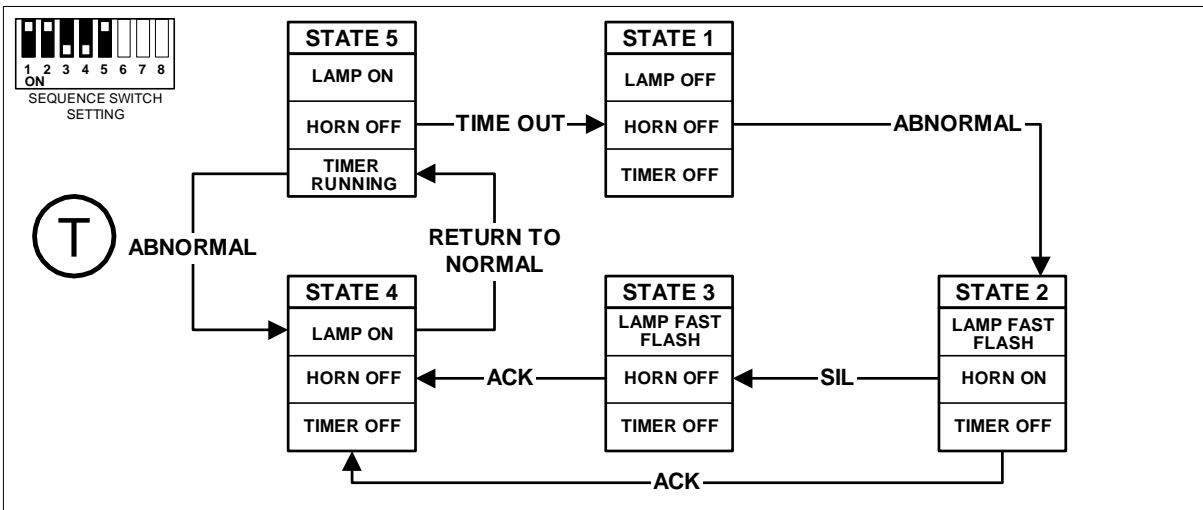 1 2 3 4 5 6 7 8
ON
SEQUENCE SWITCH
SETTING
T
STATE 5
LAMP ON
HORN OFF
TIMER
RUNNING
TIME OUT
STATE 1
LAMP OFF
HORN OFF
TIMER OFF
ABNORMAL
ABNORMAL
RETURN TO
NORMAL
STATE 4
LAMP ON
HORN OFF
TIMER OFF
ACK
STATE 3
LAMP FAST
FLASH
HORN OFF
TIMER OFF
SIL
STATE 2
LAMP FAST
FLASH
HORN ON
TIMER OFF
ACK